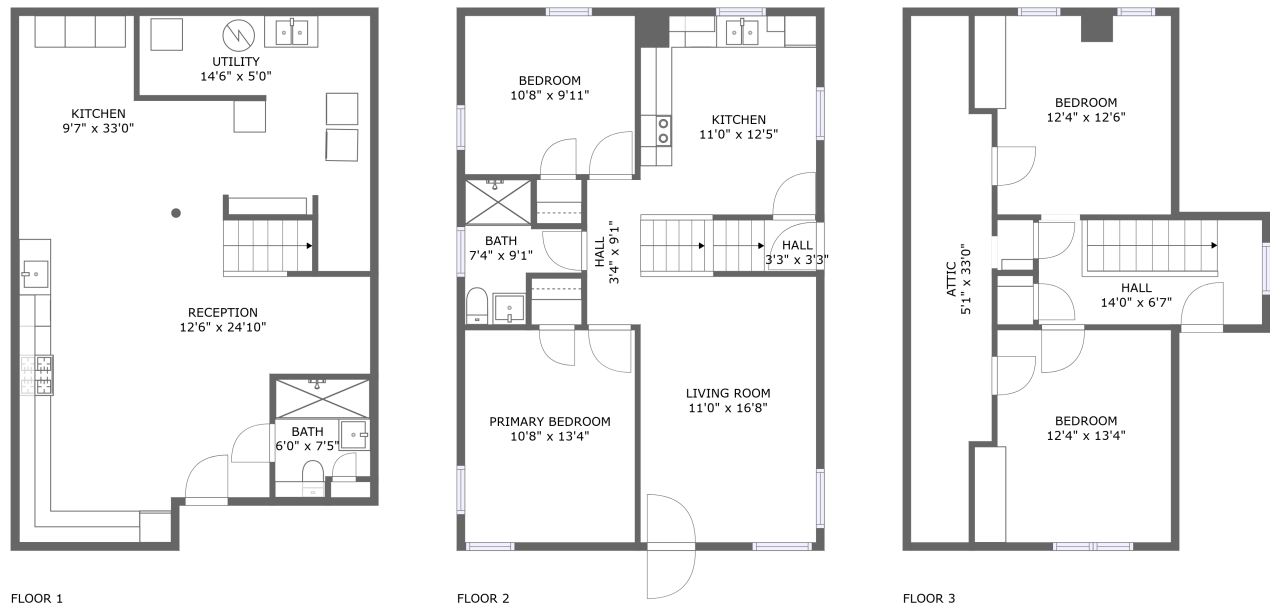 UTILITY
14'6" x 5'0"
KITCHEN
9'7" x 33'0"
RECEPTION
12'6" x 24'10"
BATH
6'0" x 7'5"
FLOOR 1
BEDROOM
10'8" x 9'11"
KITCHEN
11'0" x 12'5"
BATH
7'4" x 9'1"
HALL
3'4" x 9'1"
HALL
3'3" x 3'3"
PRIMARY BEDROOM
10'8" x 13'4"
LIVING ROOM
11'0" x 16'8"
FLOOR 2
BEDROOM
12'4" x 12'6"
ATTIC
5'1" x 33'0"
HALL
14'0" x 6'7"
BEDROOM
12'4" x 13'4"
FLOOR 3